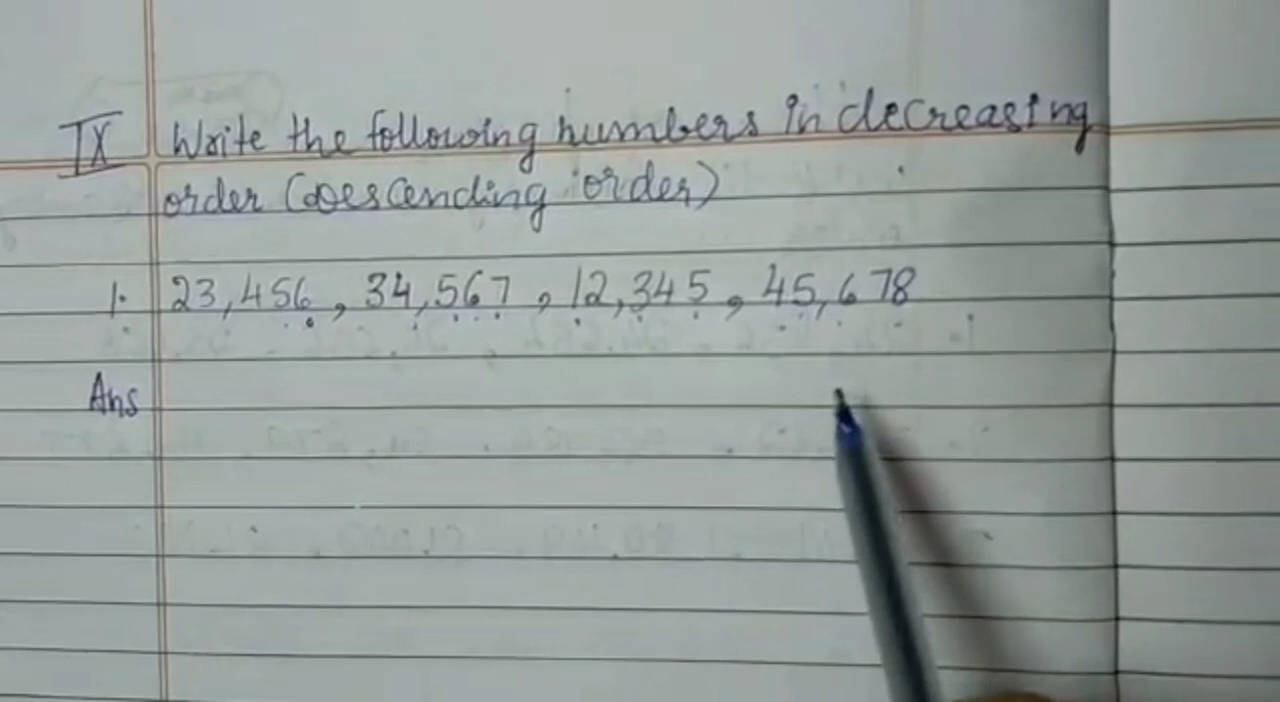 IX Write the following numbers in decreasing
order (Descending order)
1. 23,456 , 34,567 , 12,345 , 45,678
Ans